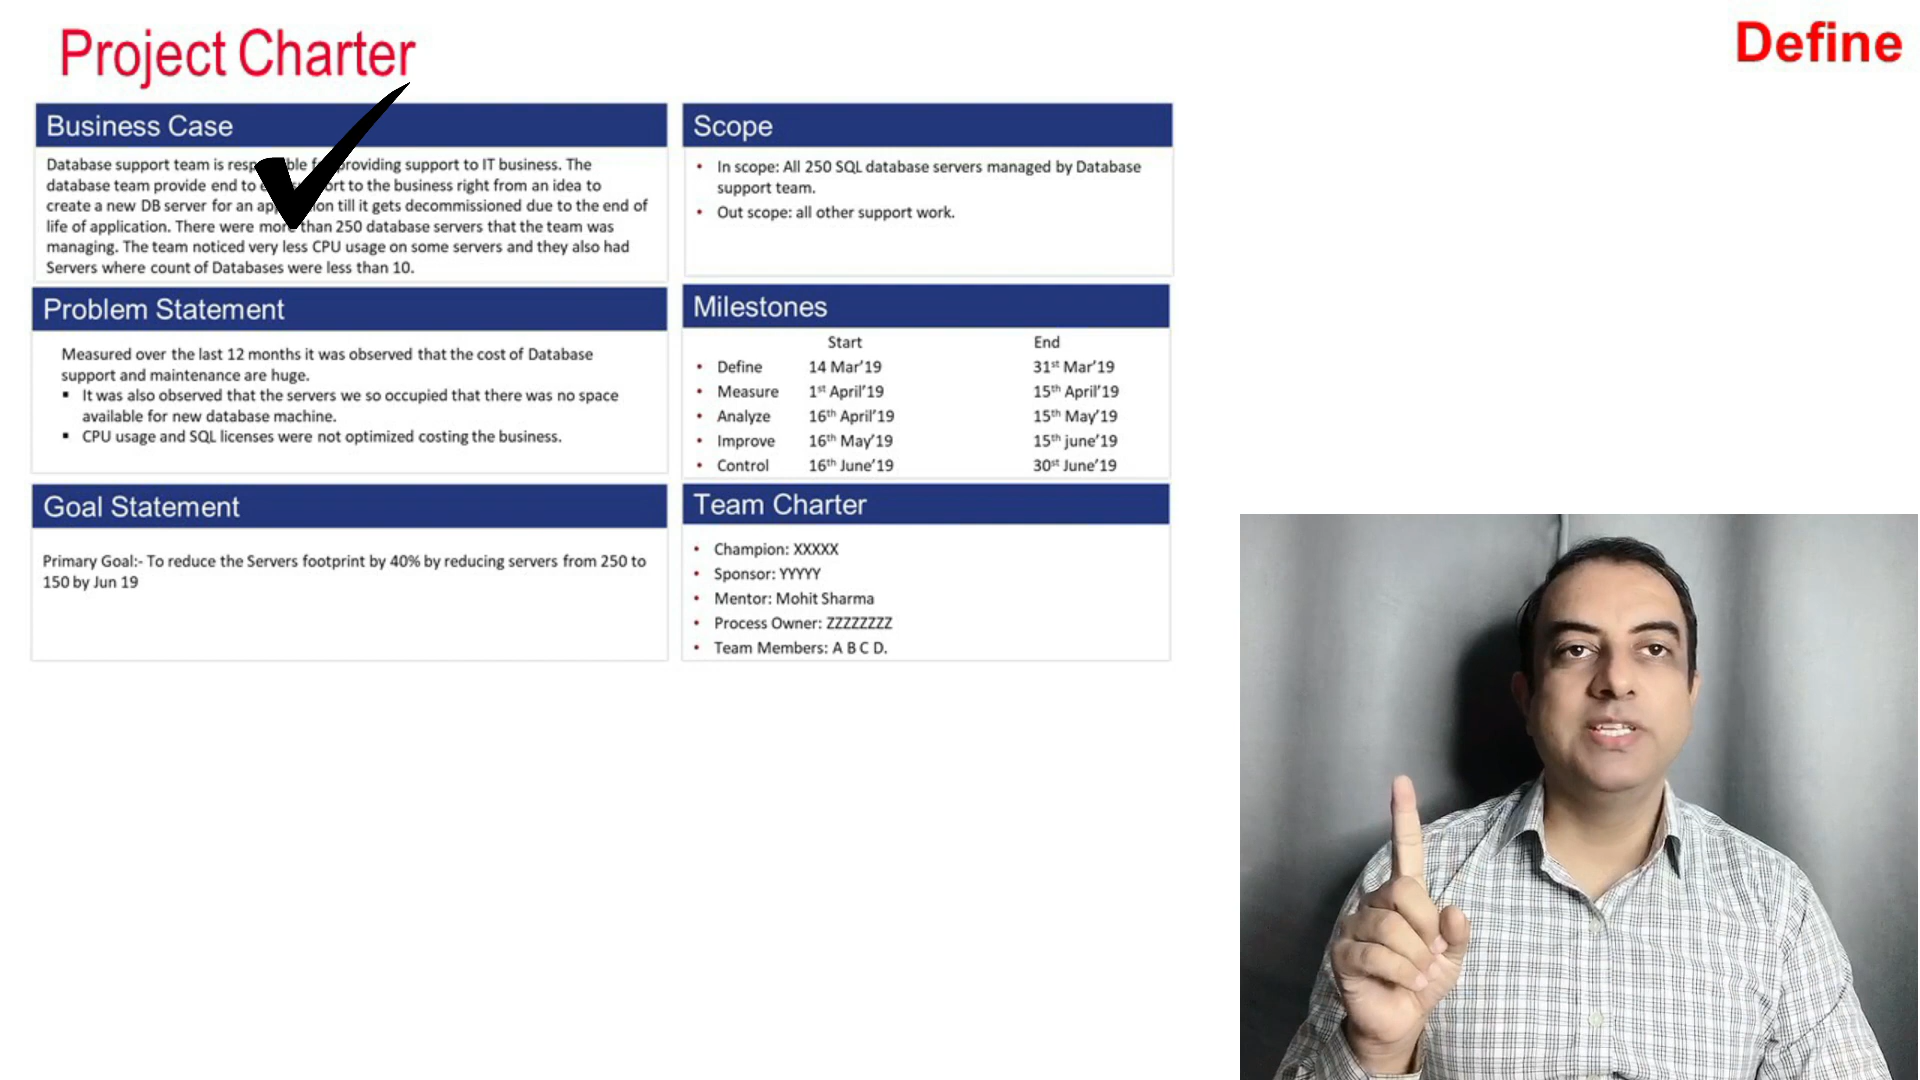 Project Charter
Define
Business Case
Database support team is providing support to IT business. The
database team provide end to to the business right from an idea to
create a new DB server for an till it gets decommissioned due to the end of
life of application. There were more than 250 database servers that the team was
managing. The team noticed very less CPU usage on some servers and they also had
Servers where count of Databases were less than 10.
Problem Statement
Measured over the last 12 months it was observed that the cost of Database
support and maintenance are huge.
▪ It was also observed that the servers we so occupied that there was no space
available for new database machine.
▪ CPU usage and SQL licenses were not optimized costing the business.
Goal Statement
Primary Goal:- To reduce the Servers footprint by 40% by reducing servers from 250 to
150 by Jun 19
Scope
• In scope: All 250 SQL database servers managed by Database
support team.
• Out scope: all other support work.
Milestones
Start End
• Define 14 Mar'19 31st Mar'19
• Measure 1st April'19 15th April'19
• Analyze 16th April'19 15th May'19
• Improve 16th May'19 15th june'19
• Control 16th June'19 30st June'19
Team Charter
• Champion: XXXXX
• Sponsor: YYYYY
• Mentor: Mohit Sharma
• Process Owner: ZZZZZZZZ
• Team Members: A B C D.